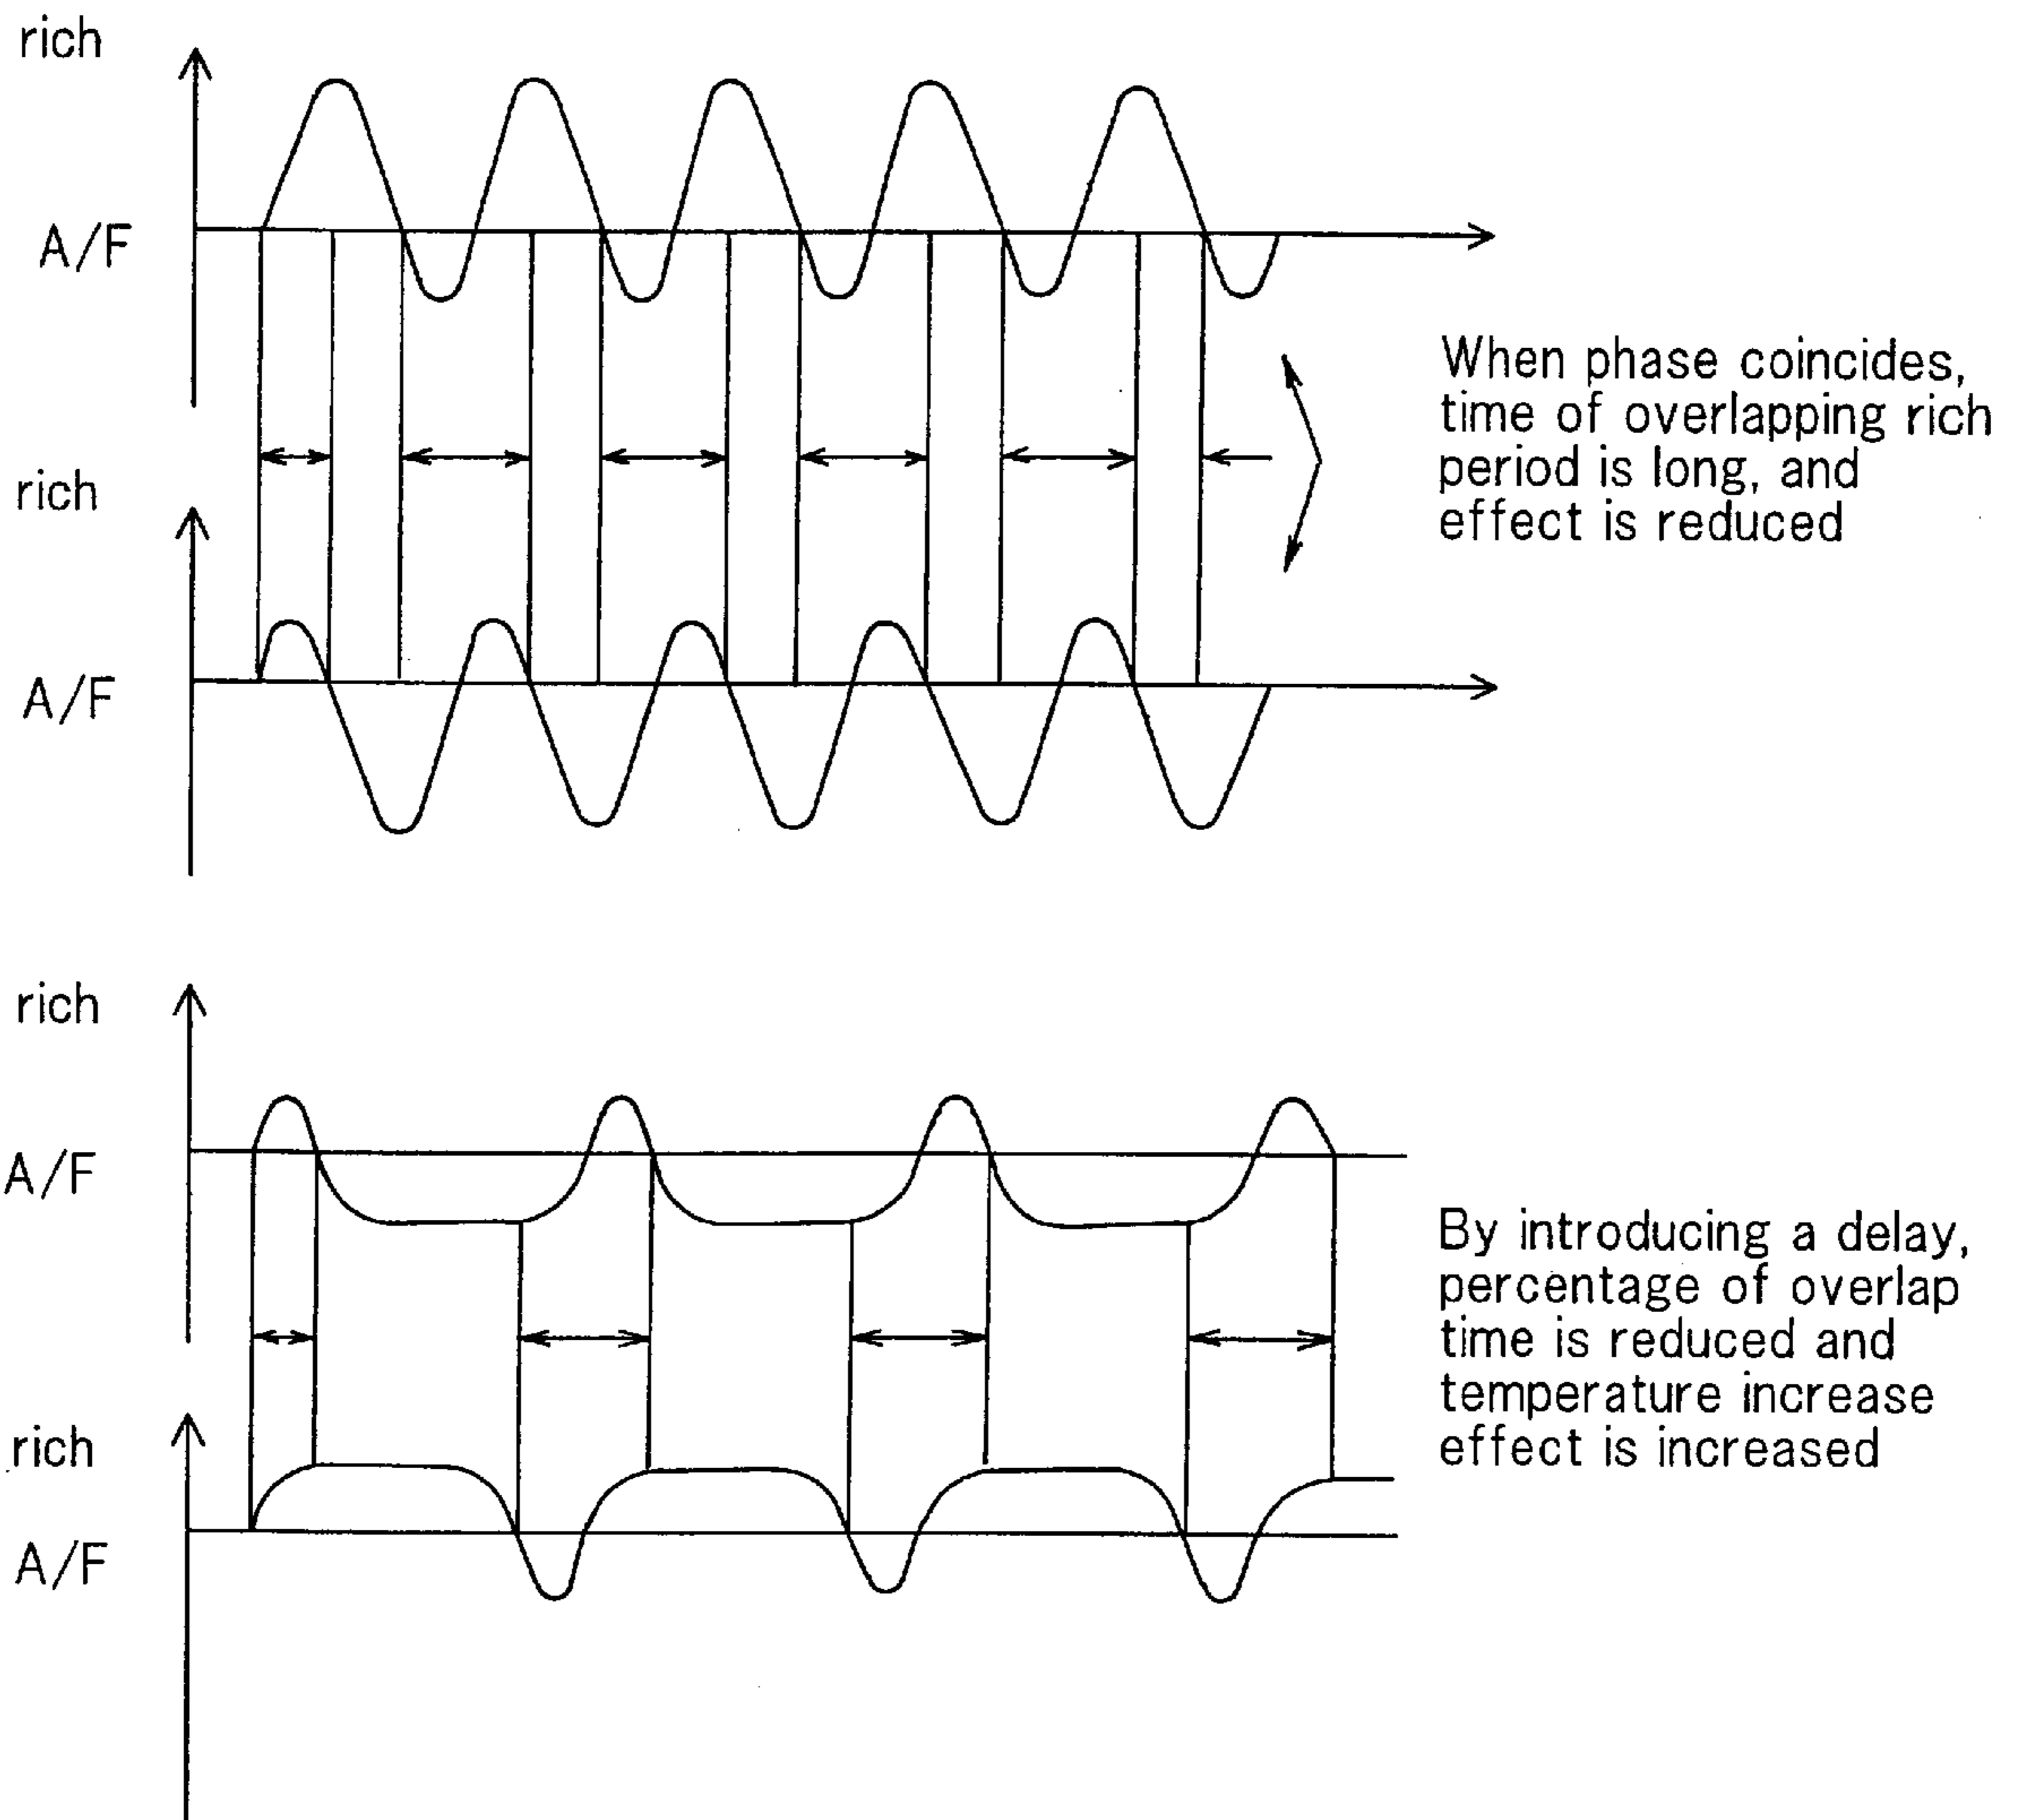 rich
A/F
When phase coincides,
time of overlapping rich
period is long, and
effect is reduced
rich
A/F
rich
A/F
By introducing a delay,
percentage of overlap
time is reduced and
temperature increase
effect is increased
rich
A/F